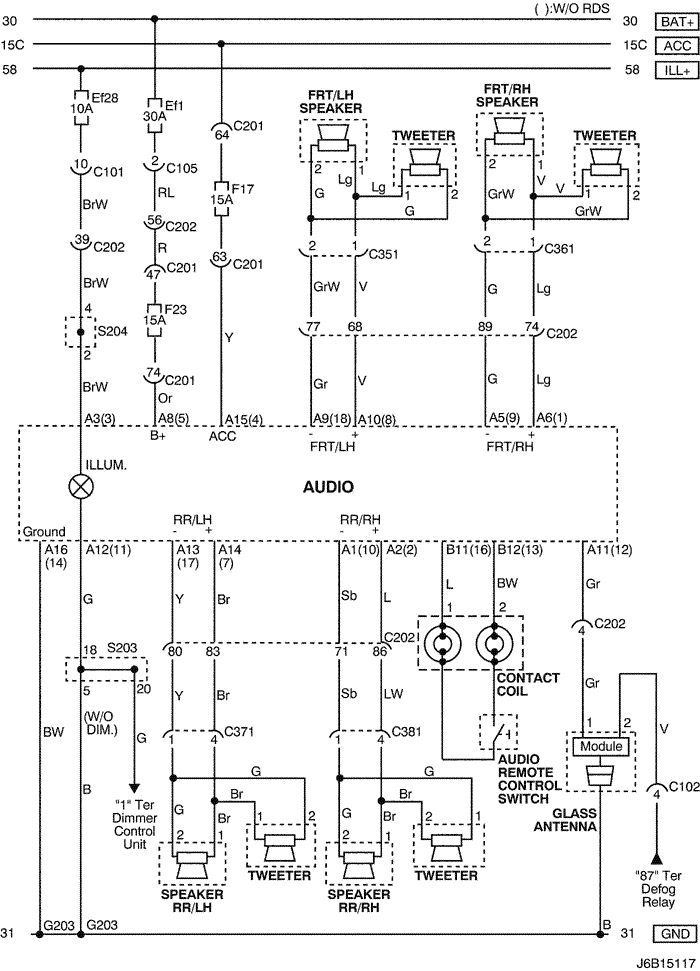 ( ):W/O RDS
30 30 BAT+
15C 15C ACC
58 58 ILL+
Ef28
10A
Ef1
30A
64 C201
FRT/LH
SPEAKER
TWEETER
FRT/RH
SPEAKER
TWEETER
10 C101
2 C105
F17
15A
2 1
Lg Lg 1 2
G G
2 1
V V 1 2
GrW GrW
BrW RL
39 C202
56 C202
R
47 C201
63 C201
2 1 C351
2 1 C361
BrW
GrW V G Lg
4
S204
2
F23
15A
Y
77 68 89 74 C202
74 C201
BrW Or
Gr V G Lg
A3(3) A8(5) A15(4) A9(18) A10(8) A5(9) A6(1)
B+ ACC - + - +
FRT/LH FRT/RH
ILLUM.
AUDIO
RR/LH RR/RH
Ground - + - +
A16
(14)
A12(11)
A13
(17)
A14
(7)
A1(10) A2(2) B11(16) B12(13) A11(12)
G Y Br Sb L L BW Gr
1 2
4 C202
18 S203
80 83 71 86 C202
5 20
CONTACT
COIL
(W/O
DIM.)
BW G Y Br Sb LW Gr
1 2
V
1 4 C371
1 4 C381
Module
AUDIO
REMOTE
CONTROL
SWITCH
GLASS
ANTENNA
4 C102
B
"1" Ter
Dimmer
Control
Unit
G Br
G Br 1 2
2 1
G Br
G Br 2 1
2 1
TWEETER
SPEAKER
RR/LH
TWEETER
SPEAKER
RR/RH
"87" Ter
Defog
Relay
31 G203 G203 B 31 GND
J6B15117